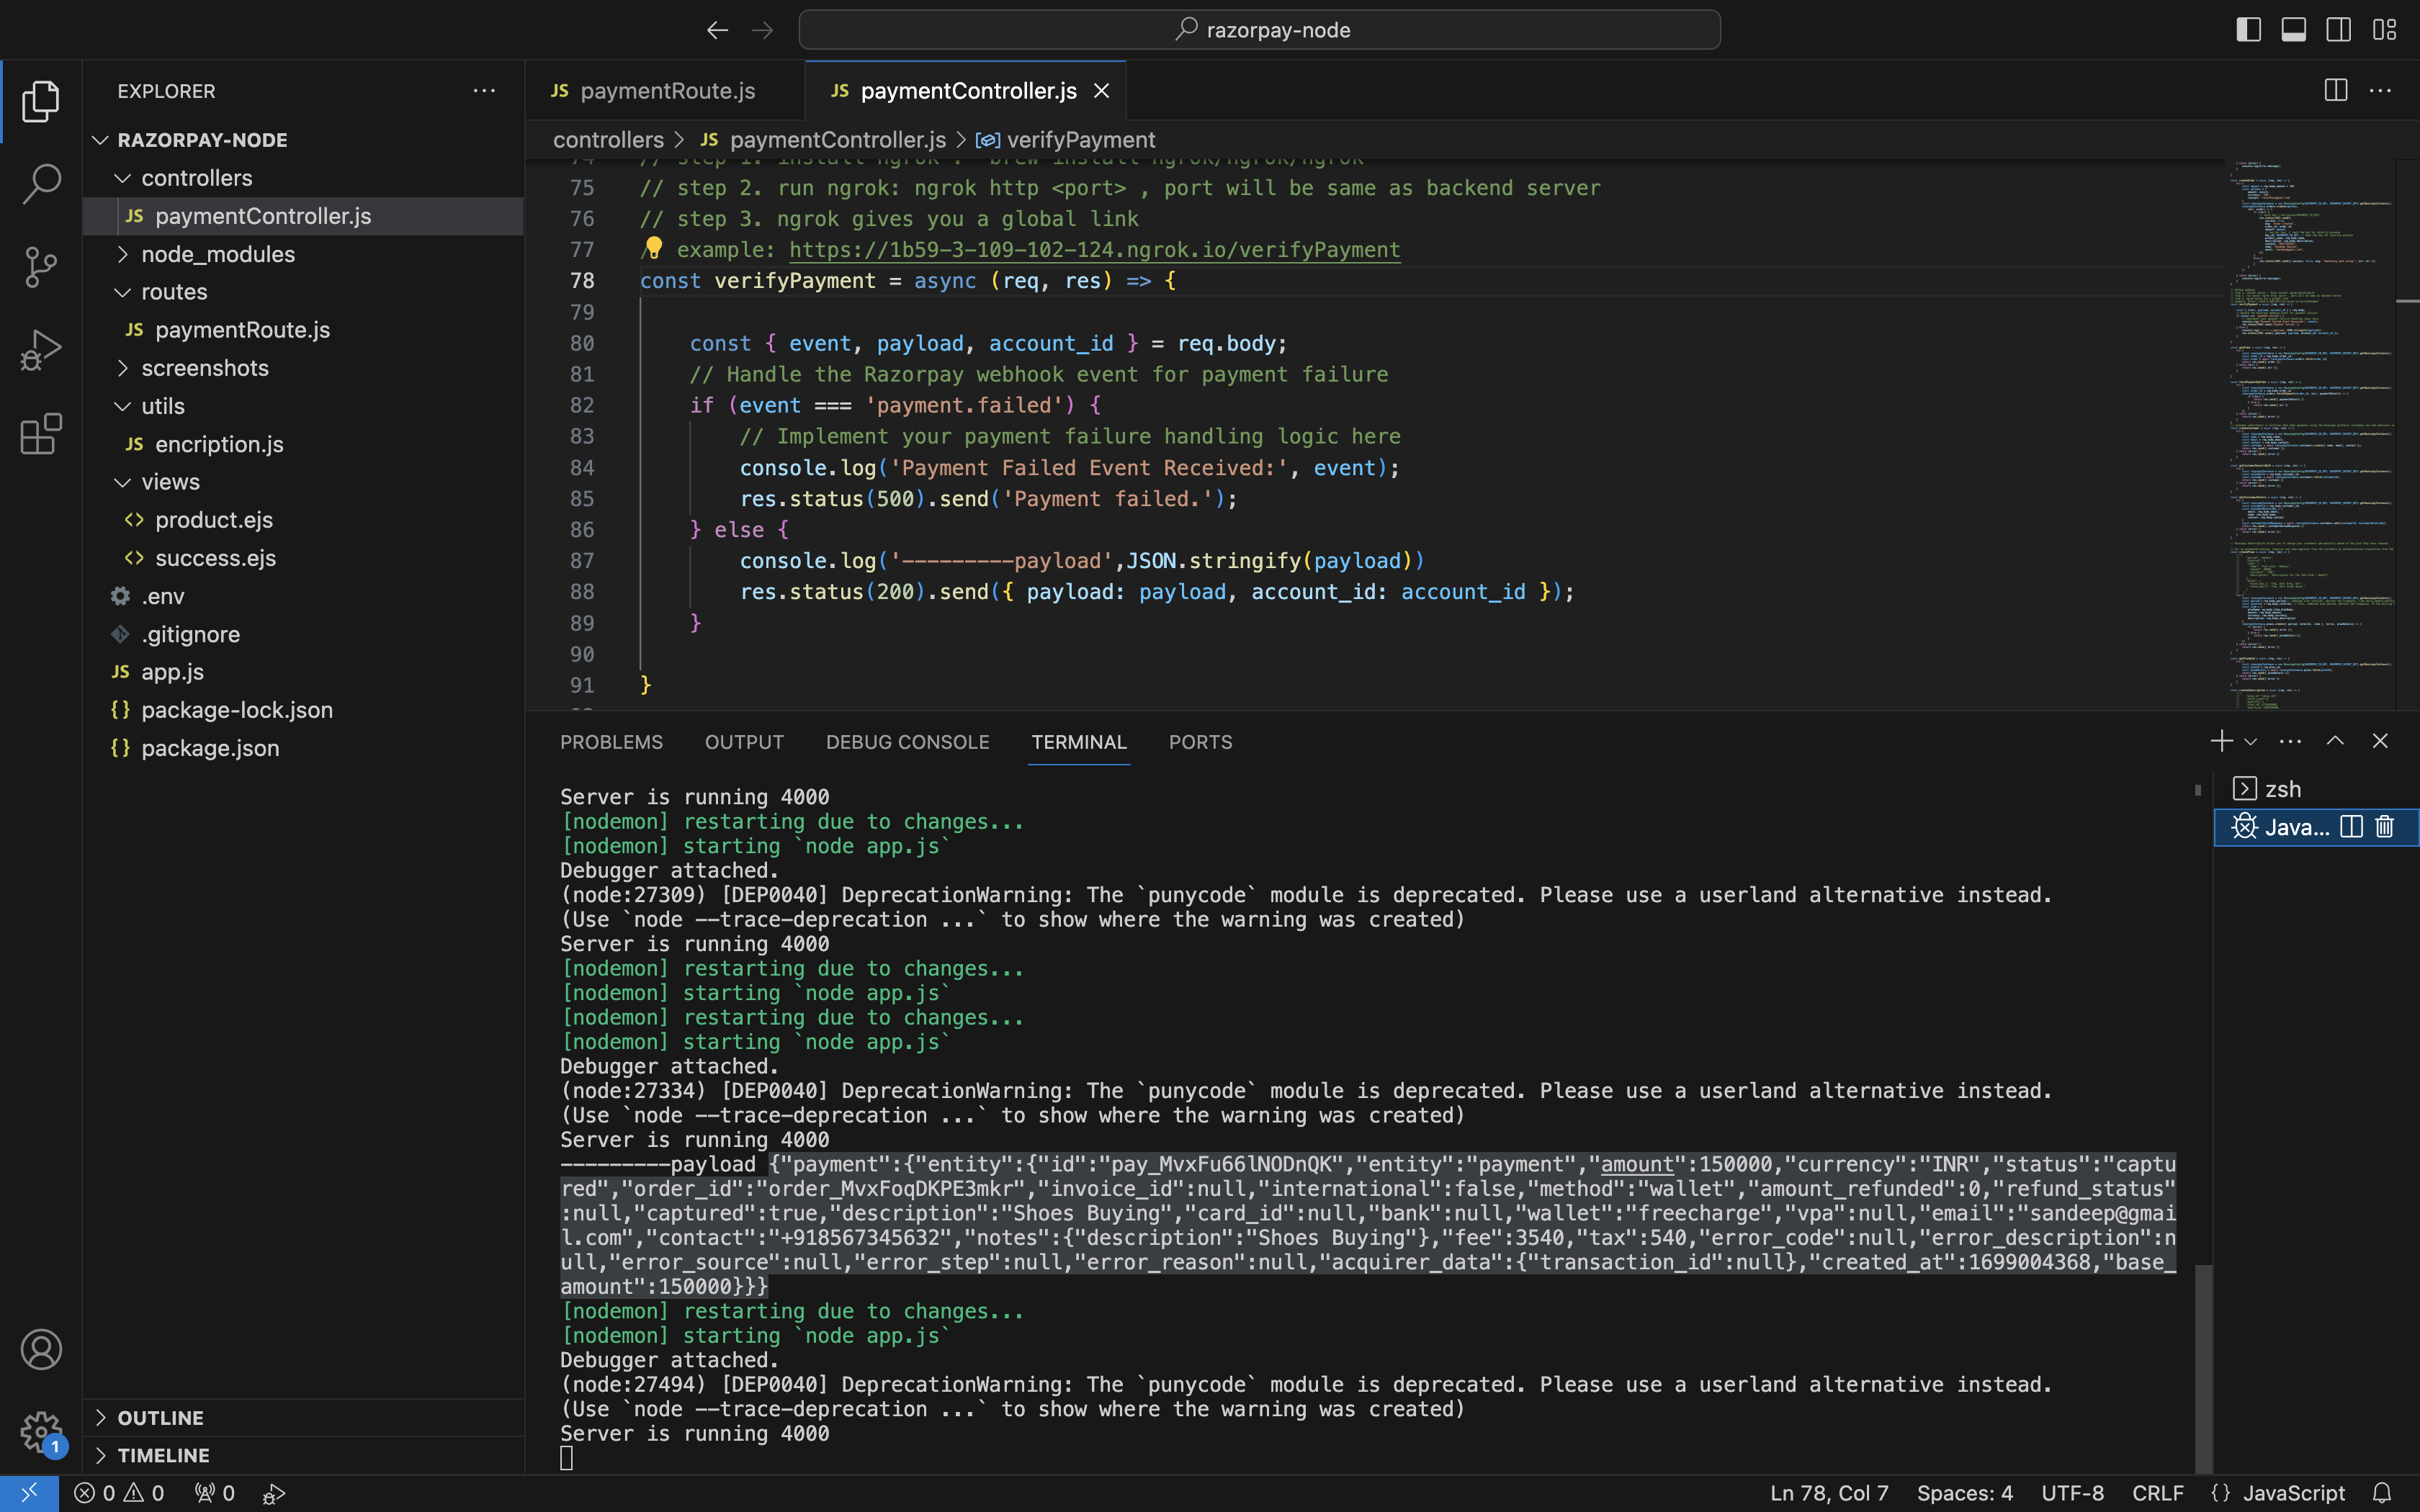 razorpay-node
EXPLORER
RAZORPAY-NODE
controllers
JS paymentController.js
node_modules
routes
JS paymentRoute.js
screenshots
utils
JS encription.js
views
<> product.ejs
<> success.ejs
.env
.gitignore
JS app.js
{} package-lock.json
{} package.json
OUTLINE
TIMELINE
JS paymentRoute.js
JS paymentController.js
controllers > JS paymentController.js > verifyPayment
74 // step 1. install ngrok : brew install ngrok/ngrok/ngrok
75 // step 2. run ngrok: ngrok http <port> , port will be same as backend server
76 // step 3. ngrok gives you a global link
77 // example: https://1b59-3-109-102-124.ngrok.io/verifyPayment
78 const verifyPayment = async (req, res) => {
79
80 const { event, payload, account_id } = req.body;
81 // Handle the Razorpay webhook event for payment failure
82 if (event === 'payment.failed') {
83 // Implement your payment failure handling logic here
84 console.log('Payment Failed Event Received:', event);
85 res.status(500).send('Payment failed.');
86 } else {
87 console.log('---------payload',JSON.stringify(payload))
88 res.status(200).send({ payload: payload, account_id: account_id });
89 }
90
91 }
PROBLEMS OUTPUT DEBUG CONSOLE TERMINAL PORTS
Server is running 4000
[nodemon] restarting due to changes...
[nodemon] starting `node app.js`
Debugger attached.
(node:27309) [DEP0040] DeprecationWarning: The `punycode` module is deprecated. Please use a userland alternative instead.
(Use `node --trace-deprecation ...` to show where the warning was created)
Server is running 4000
[nodemon] restarting due to changes...
[nodemon] starting `node app.js`
[nodemon] restarting due to changes...
[nodemon] starting `node app.js`
Debugger attached.
(node:27334) [DEP0040] DeprecationWarning: The `punycode` module is deprecated. Please use a userland alternative instead.
(Use `node --trace-deprecation ...` to show where the warning was created)
Server is running 4000
---------payload {"payment":{"entity":{"id":"pay_MvxFu66lNODnQK","entity":"payment","amount":150000,"currency":"INR","status":"captu
red","order_id":"order_MvxFoqDKPE3mkr","invoice_id":null,"international":false,"method":"wallet","amount_refunded":0,"refund_status"
:null,"captured":true,"description":"Shoes Buying","card_id":null,"bank":null,"wallet":"freecharge","vpa":null,"email":"sandeep@gmai
l.com","contact":"+918567345632","notes":{"description":"Shoes Buying"},"fee":3540,"tax":540,"error_code":null,"error_description":n
ull,"error_source":null,"error_step":null,"error_reason":null,"acquirer_data":{"transaction_id":null},"created_at":1699004368,"base_
amount":150000}}}
[nodemon] restarting due to changes...
[nodemon] starting `node app.js`
Debugger attached.
(node:27494) [DEP0040] DeprecationWarning: The `punycode` module is deprecated. Please use a userland alternative instead.
(Use `node --trace-deprecation ...` to show where the warning was created)
Server is running 4000
zsh
Java...
1
0 0 0
Ln 78, Col 7 Spaces: 4 UTF-8 CRLF {} JavaScript